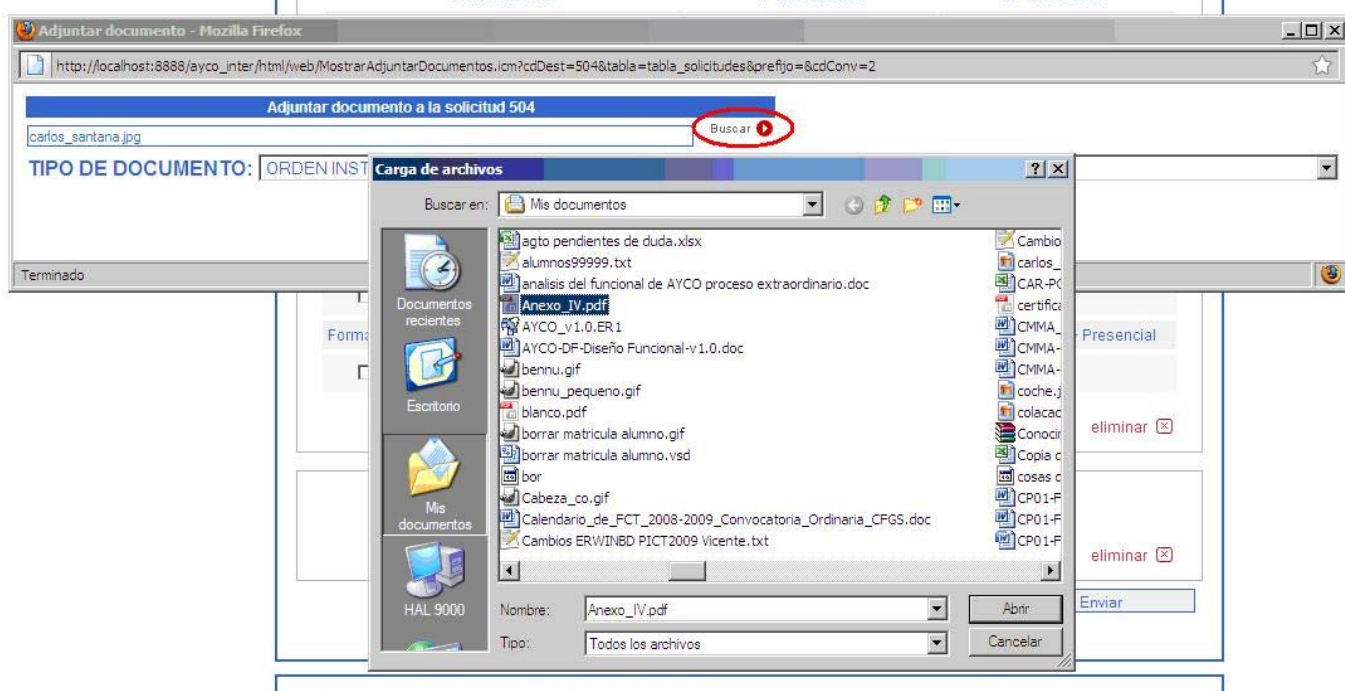 Adjuntar documento - Mozilla Firefox
http://localhost:8888/ayco_inter/html/web/MostrarAdjuntarDocumentos.icm?cdDest=504&tabla=tabla_solicitudes&prefijo=&cdConv=2
Adjuntar documento a la solicitud 504
carlos_santana.jpg
Buscar
TIPO DE DOCUMENTO: ORDEN INST
Terminado
Carga de archivos
Buscar en: Mis documentos
Documentos recientes
Escritorio
Mis documentos
HAL 9000
agto pendientes de duda.xlsx
alumnos99999.txt
analisis del funcional de AYCO proceso extraordinario.doc
Anexo_IV.pdf
AYCO_v1.0.ER1
AYCO-DF-Diseño Funcional-v1.0.doc
bennu.gif
bennu_pequeno.gif
blanco.pdf
borrar matricula alumno.gif
borrar matricula alumno.vsd
bor
Cabeza_co.gif
Calendario_de_FCT_2008-2009_Convocatoria_Ordinaria_CFGS.doc
Cambios ERWINBD PICT2009 Vicente.txt
Cambio
carlos_
CAR-PO
certifica
CMMA_
CMMA-
CMMA-
coche.j
colacac
Conocir
Copia d
cosas d
CP01-F
CP01-F
CP01-F
Nombre: Anexo_IV.pdf
Abrir
Tipo: Todos los archivos
Cancelar
Forma
Presencial
eliminar
eliminar
Enviar